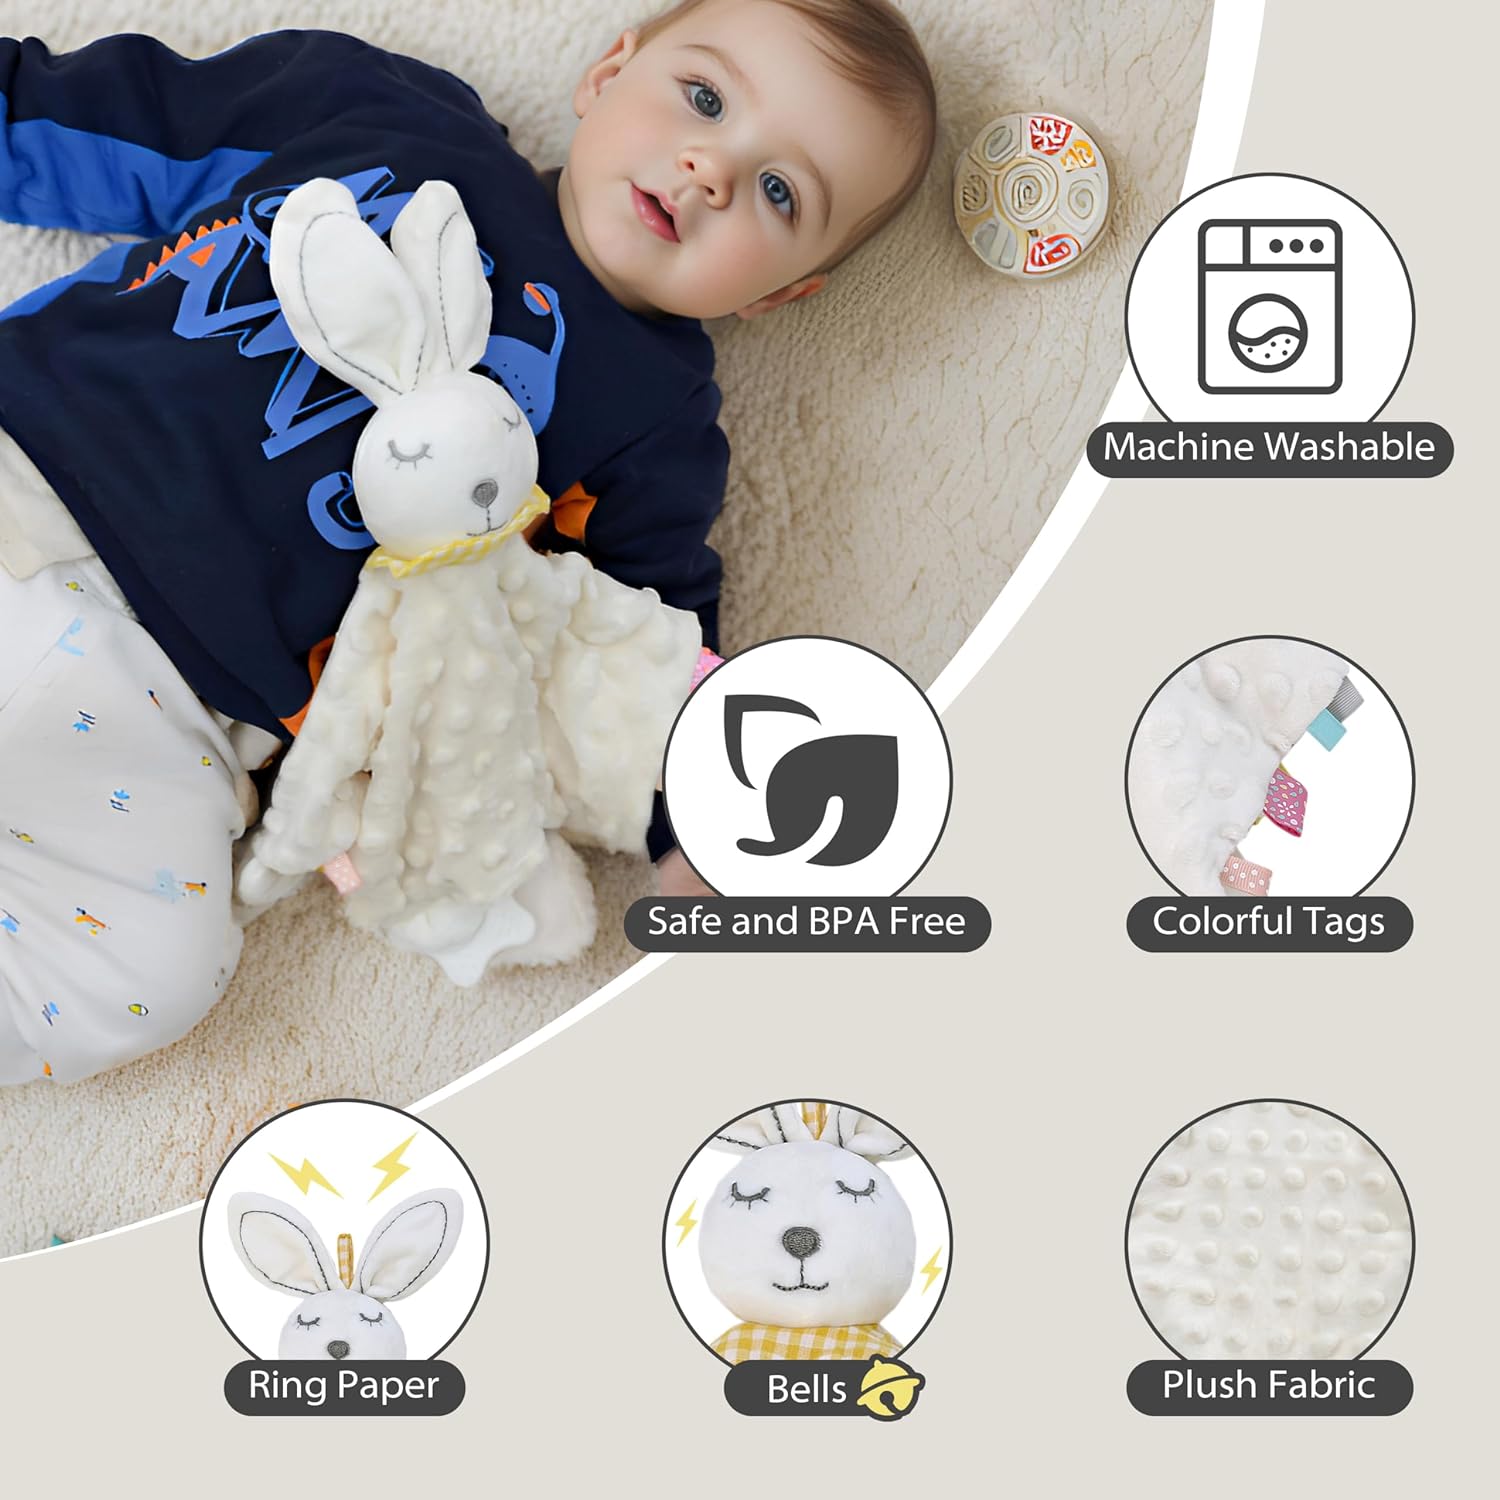 Machine Washable
Safe and BPA Free
Colorful Tags
Ring Paper
Bells
Plush Fabric